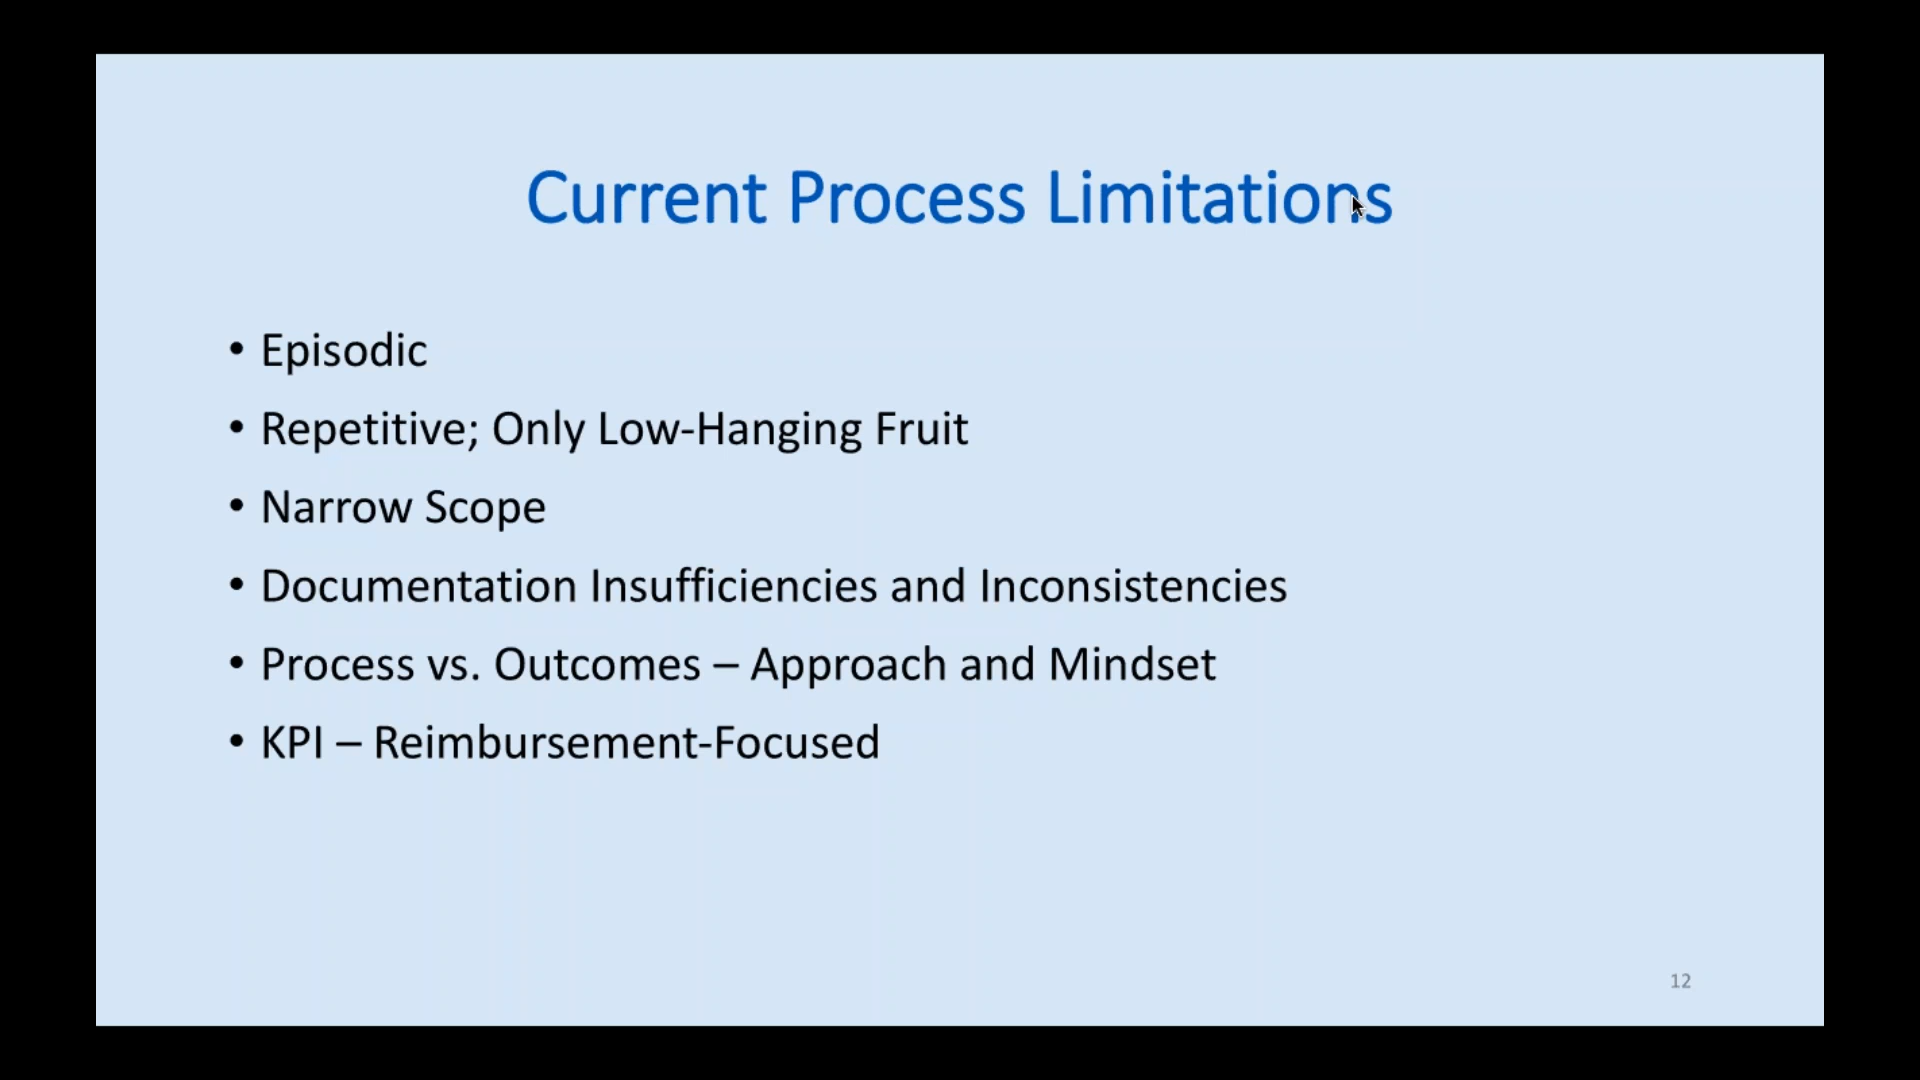 Current Process Limitations
• Episodic
• Repetitive; Only Low-Hanging Fruit
• Narrow Scope
• Documentation Insufficiencies and Inconsistencies
• Process vs. Outcomes – Approach and Mindset
• KPI – Reimbursement-Focused
12